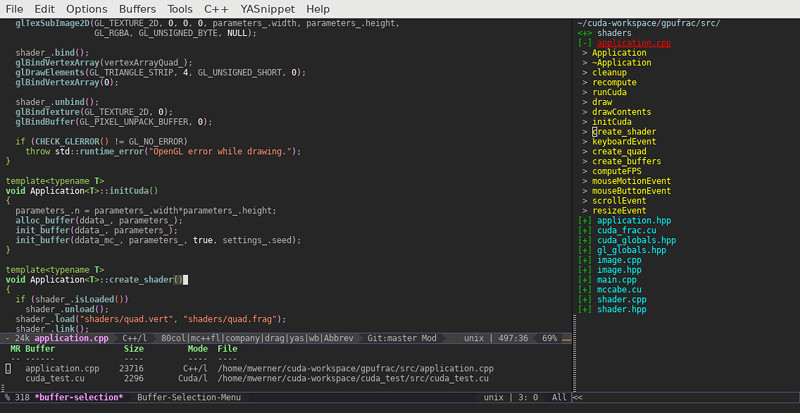 File Edit Options Buffers Tools C++ YASnippet Help
glTexSubImage2D(GL_TEXTURE_2D, 0, 0, 0, parameters_.width, parameters_.height,
GL_RGBA, GL_UNSIGNED_BYTE, NULL);
shader_.bind();
glBindVertexArray(vertexArrayQuad_);
glDrawElements(GL_TRIANGLE_STRIP, 4, GL_UNSIGNED_SHORT, 0);
glBindVertexArray(0);
shader_.unbind();
glBindTexture(GL_TEXTURE_2D, 0);
glBindBuffer(GL_PIXEL_UNPACK_BUFFER, 0);
if (CHECK_GLERROR() != GL_NO_ERROR)
throw std::runtime_error("OpenGL error while drawing.");
}
template<typename T>
void Application<T>::initCuda()
{
parameters_.n = parameters_.width*parameters_.height;
alloc_buffer(ddata_, parameters_);
init_buffer(ddata_, parameters_);
init_buffer(ddata_mc_, parameters_, true, settings_.seed);
}
template<typename T>
void Application<T>::create_shader()
{
if (shader_.isLoaded())
shader_.unload();
shader_.load("shaders/quad.vert", "shaders/quad.frag");
shader_.link();
- 24k application.cpp C++/l 80col|mc++fl|company|drag|yas|wb|Abbrev Git:master Mod unix | 497:36 69%
MR Buffer Size Mode File
-- ------ ---- ---- ----
. application.cpp 23716 C++/l /home/mwerner/cuda-workspace/gpufrac/src/application.cpp
cuda_test.cu 2296 Cuda/l /home/mwerner/cuda-workspace/cuda_test/src/cuda_test.cu
% 318 *buffer-selection* Buffer-Selection-Menu unix | 3: 0 All
~/cuda-workspace/gpufrac/src/
<+> shaders
[-] application.cpp
> Application
> ~Application
> cleanup
> recompute
> runCuda
> draw
> drawContents
> initCuda
> create_shader
> keyboardEvent
> create_quad
> create_buffers
> computeFPS
> mouseMotionEvent
> mouseButtonEvent
> scrollEvent
> resizeEvent
[+] application.hpp
[+] cuda_frac.cu
[+] cuda_globals.hpp
[+] gl_globals.hpp
[+] image.cpp
[+] image.hpp
[+] main.cpp
[+] mccabe.cu
[+] shader.cpp
[+] shader.hpp
<<